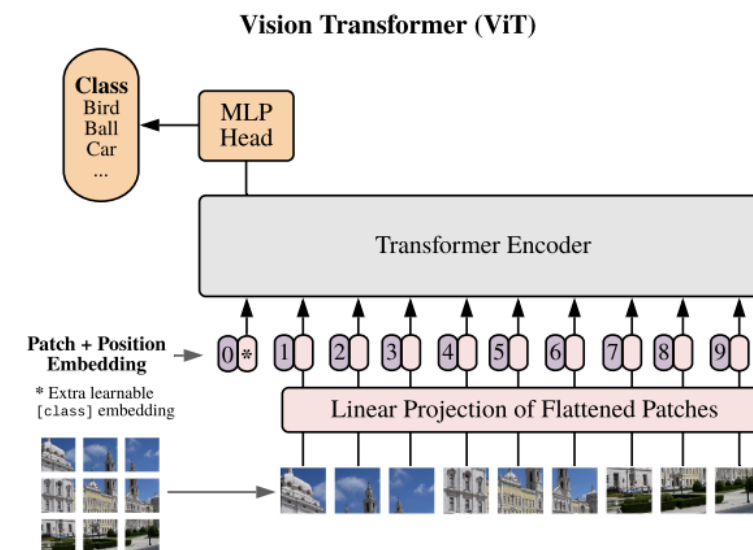 Vision Transformer (ViT)
Class
Bird
Ball
Car
...
MLP
Head
Transformer Encoder
Patch + Position
Embedding
0 * 1 2 3 4 5 6 7 8 9
* Extra learnable
[class] embedding
Linear Projection of Flattened Patches